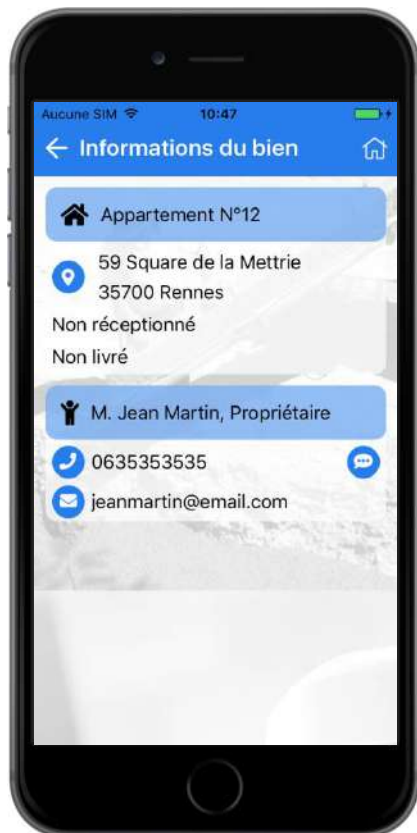 Aucune SIM 10:47
Informations du bien
Appartement N°12
59 Square de la Mettrie
35700 Rennes
Non réceptionné
Non livré
M. Jean Martin, Propriétaire
0635353535
jeanmartin@email.com